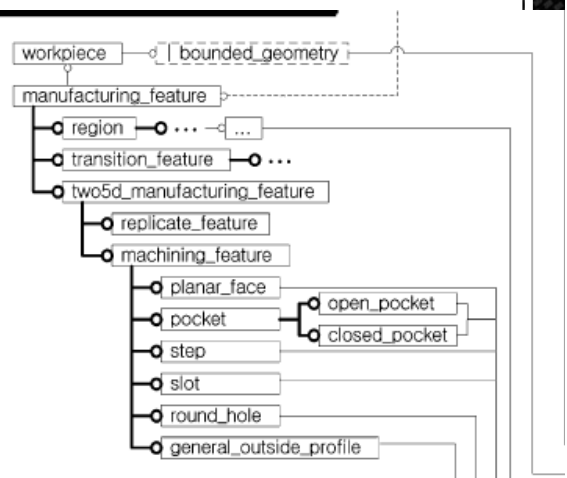 workpiece
| bounded_geometry
manufacturing_feature
region ... ...
transition_feature ...
two5d_manufacturing_feature
replicate_feature
machining_feature
planar_face
open_pocket
pocket
closed_pocket
step
slot
round_hole
general_outside_profile